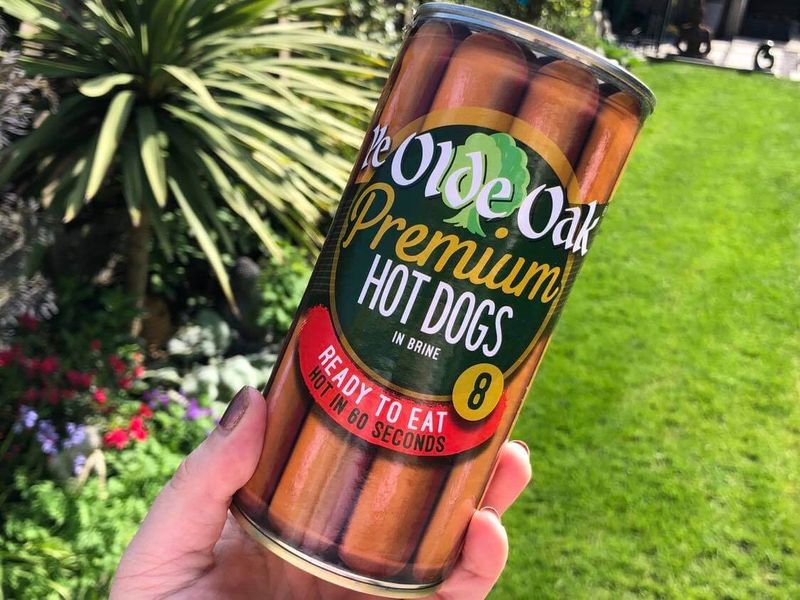 Ye Olde Oak
Premium
HOT DOGS
IN BRINE
8
READY TO EAT
HOT IN 60 SECONDS